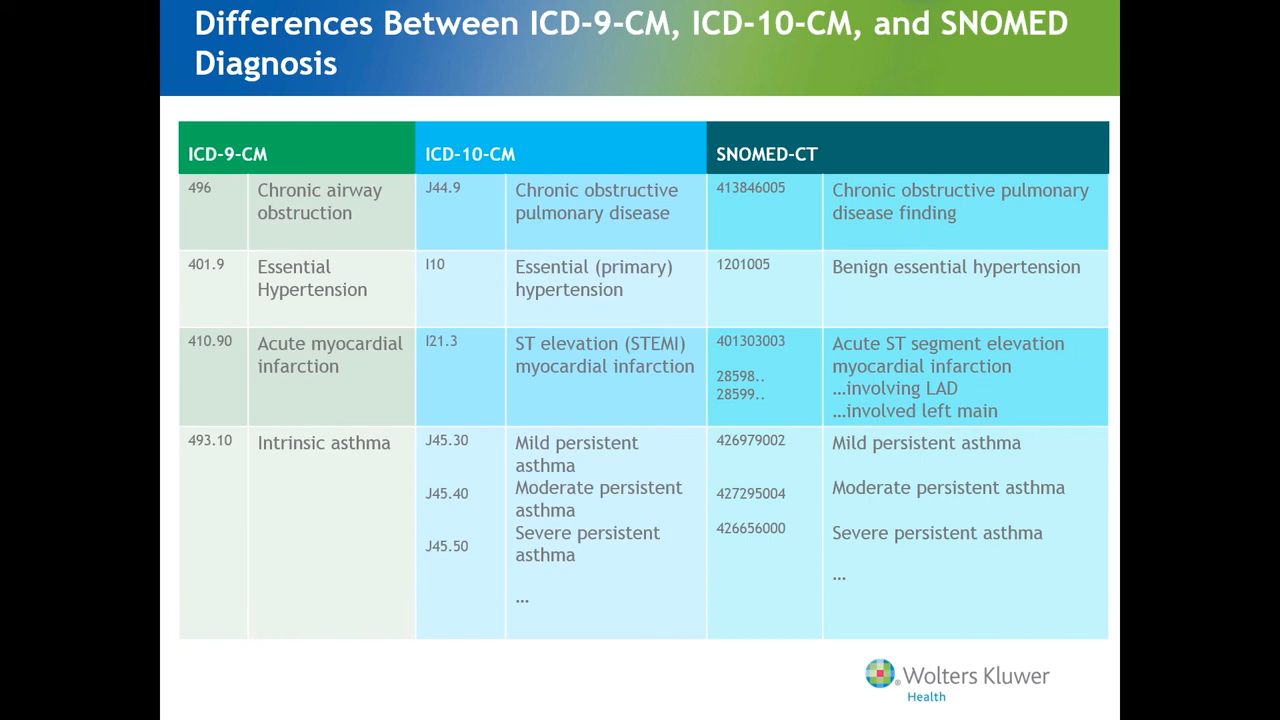 Differences Between ICD-9-CM, ICD-10-CM, and SNOMED
Diagnosis
ICD-9-CM
ICD-10-CM
SNOMED-CT
496
Chronic airway
obstruction
J44.9
Chronic obstructive
pulmonary disease
413846005
Chronic obstructive pulmonary
disease finding
401.9
Essential
Hypertension
I10
Essential (primary)
hypertension
1201005
Benign essential hypertension
410.90
Acute myocardial
infarction
I21.3
ST elevation (STEMI)
myocardial infarction
401303003
28598..
28599..
Acute ST segment elevation
myocardial infarction
…involving LAD
…involved left main
493.10
Intrinsic asthma
J45.30
Mild persistent
asthma
J45.40
Moderate persistent
asthma
J45.50
Severe persistent
asthma
…
426979002
Mild persistent asthma
427295004
Moderate persistent asthma
426656000
Severe persistent asthma
…
Wolters Kluwer
Health